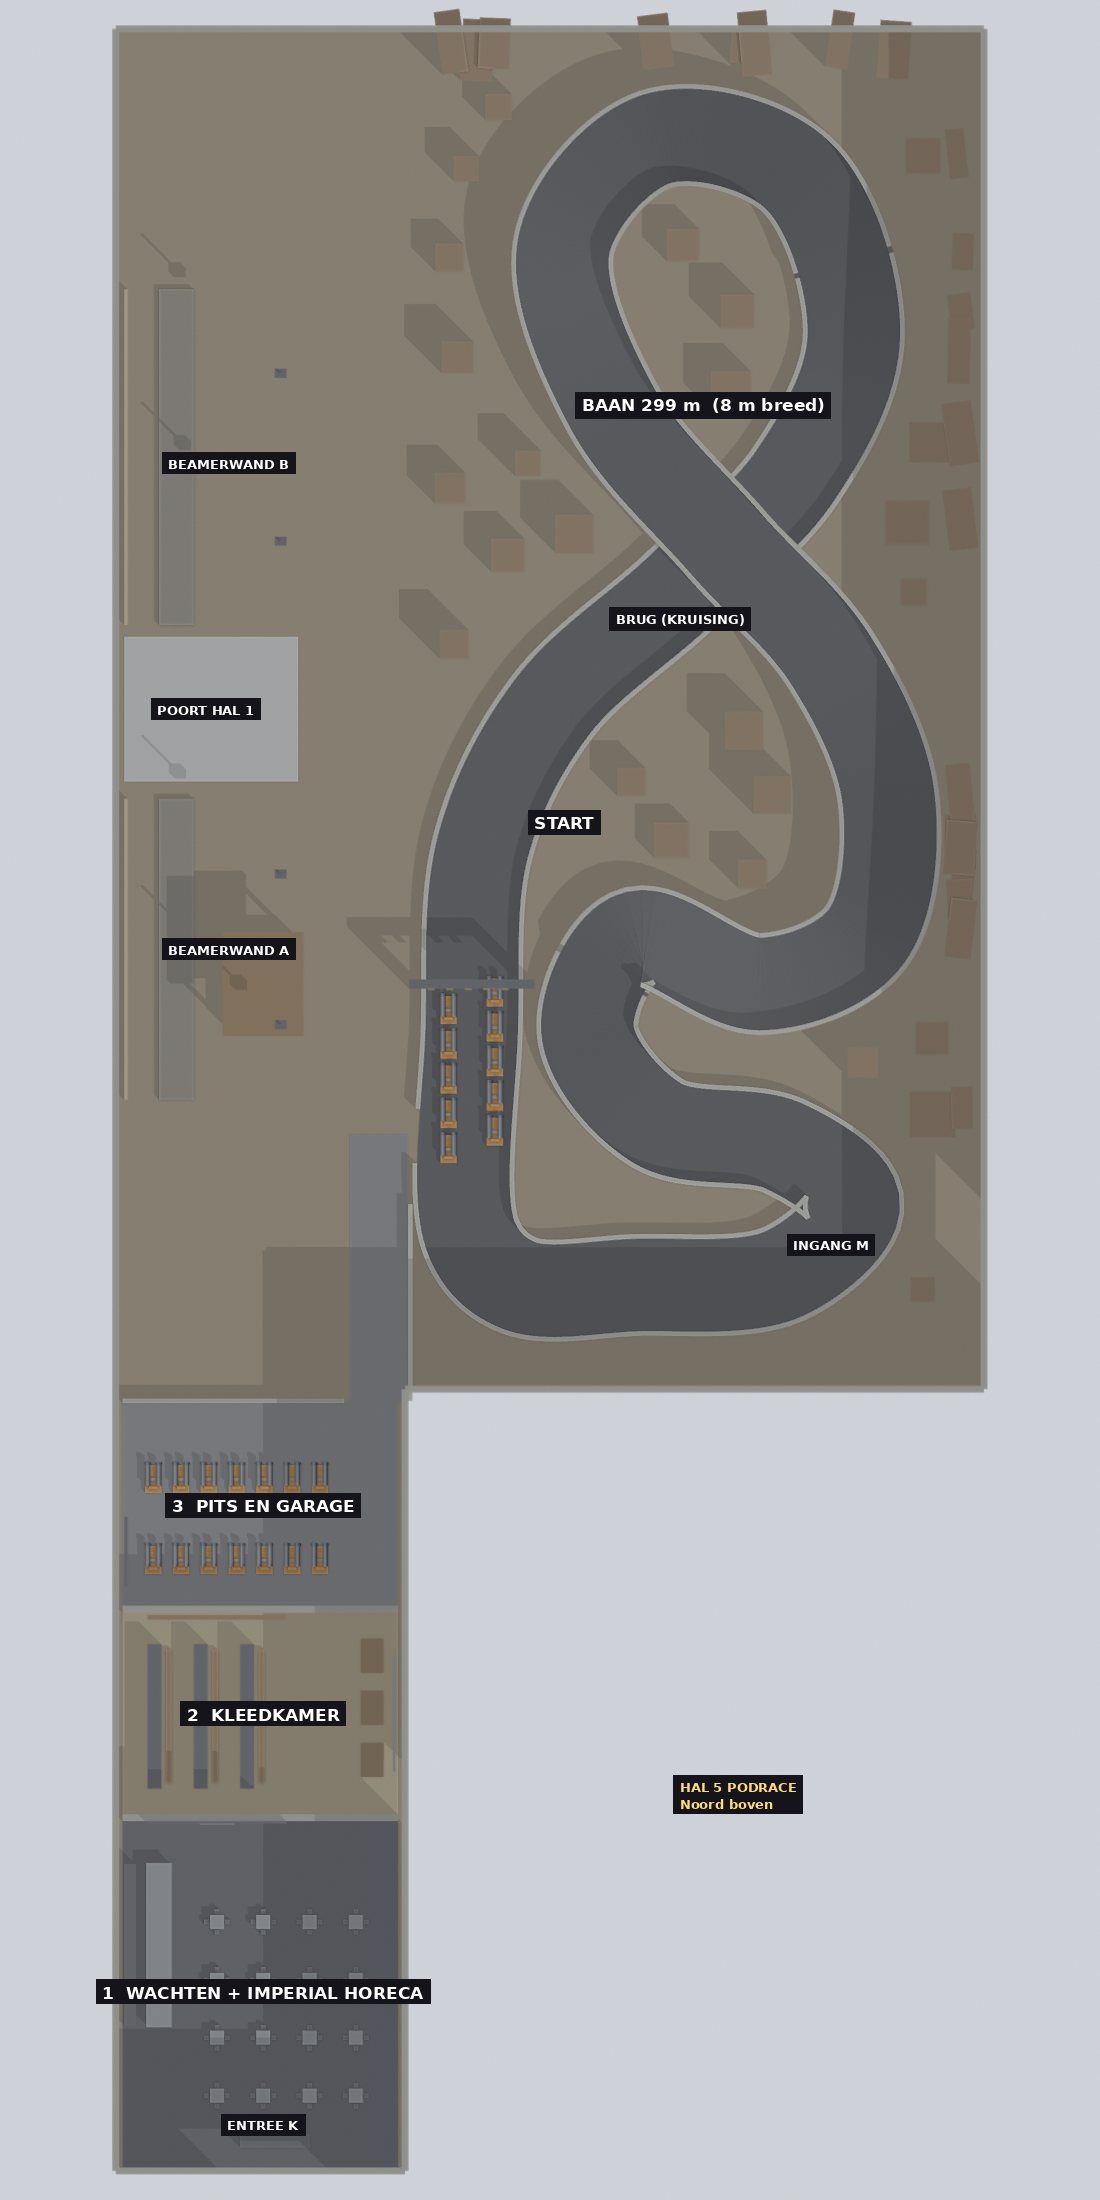 BAAN 299 m (8 m breed)
BEAMERWAND B
BRUG (KRUISING)
POORT HAL 1
START
BEAMERWAND A
INGANG M
3 PITS EN GARAGE
2 KLEEDKAMER
HAL 5 PODRACE
Noord boven
1 WACHTEN + IMPERIAL HORECA
ENTREE K